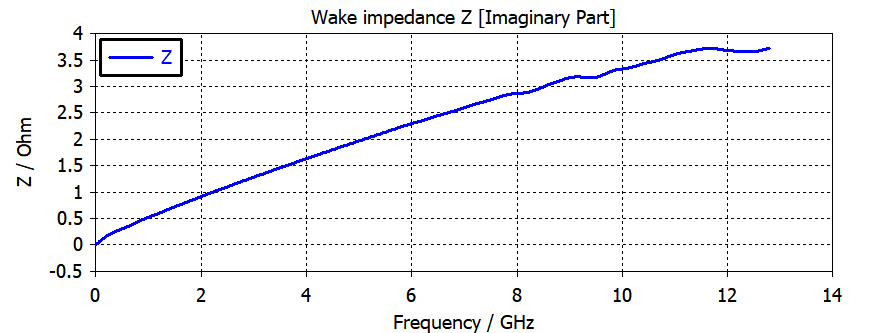 Wake impedance Z [Imaginary Part]
4
3.5
3
2.5
2
1.5
1
0.5
0
-0.5
Z / Ohm
Z
0 2 4 6 8 10 12 14
Frequency / GHz